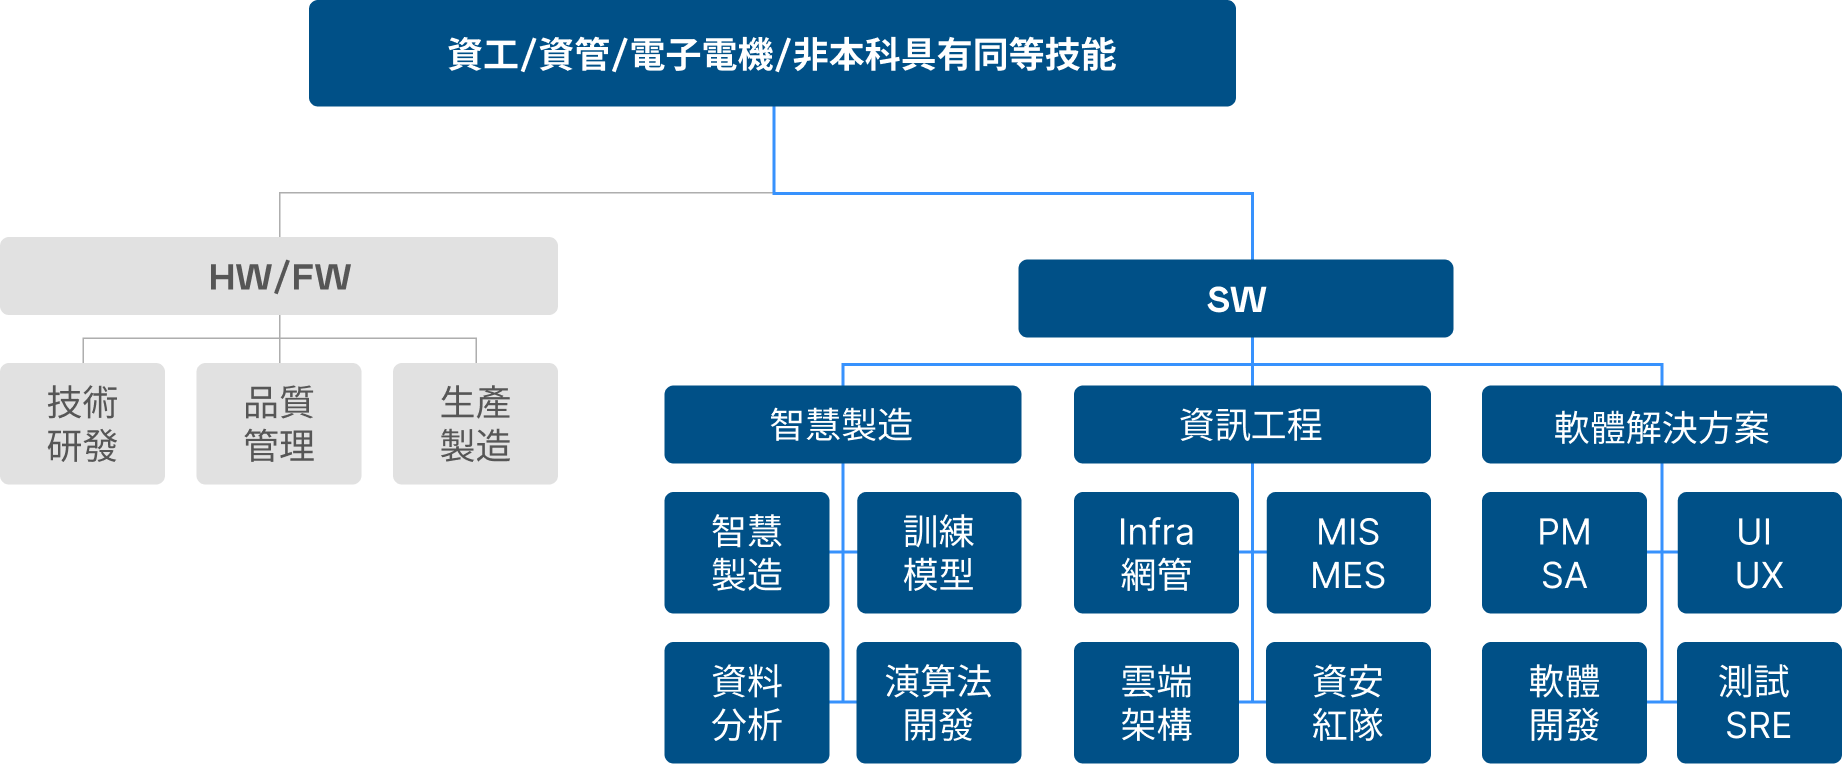 資工/資管/電子電機/非本科具有同等技能
HW/FW
SW
技術
研發
品質
管理
生產
製造
智慧製造
資訊工程
軟體解決方案
智慧
製造
訓練
模型
Infra
網管
MIS
MES
PM
SA
UI
UX
資料
分析
演算法
開發
雲端
架構
資安
紅隊
軟體
開發
測試
SRE